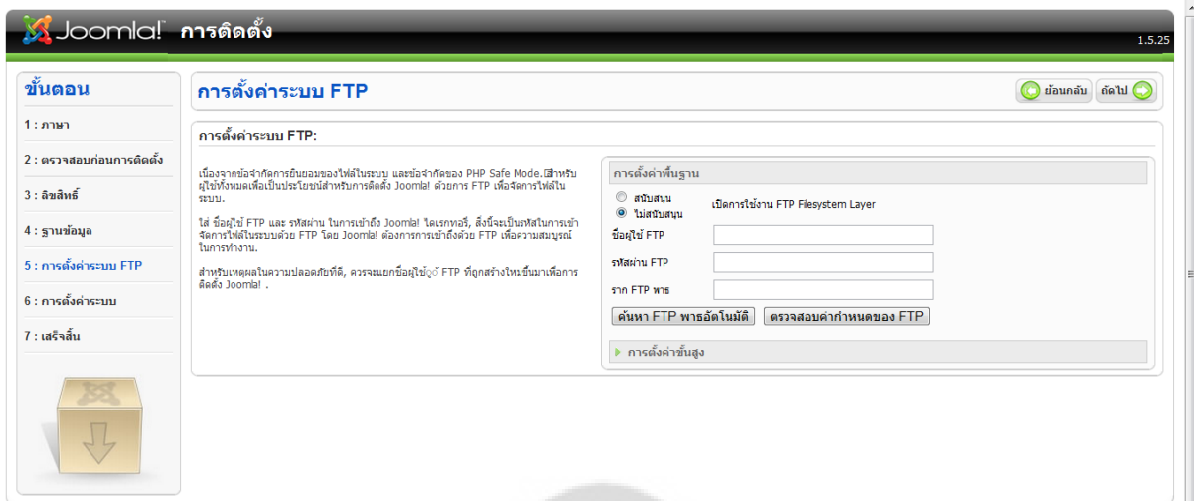 Joomla! การติดตั้ง
1.5.25
ขั้นตอน
1 : ภาษา
2 : ตรวจสอบก่อนการติดตั้ง
3 : ลิขสิทธิ์
4 : ฐานข้อมูล
5 : การตั้งค่าระบบ FTP
6 : การตั้งค่าระบบ
7 : เสร็จสิ้น
การตั้งค่าระบบ FTP
ย้อนกลับ
ถัดไป
การตั้งค่าระบบ FTP:
เนื่องจากข้อจำกัดการยินยอมของไฟล์ในระบบ และข้อจำกัดของ PHP Safe Mode. สำหรับ
ผู้ใช้ทั้งหมดเพื่อเป็นประโยชน์สำหรับการติดตั้ง Joomla! ด้วยการ FTP เพื่อจัดการไฟล์ใน
ระบบ.
ใส่ ชื่อผู้ใช้ FTP และ รหัสผ่าน ในการเข้าถึง Joomla! ไดเรกทอรี่, สิ่งนี้จะเป็นรหัสในการเข้า
จัดการไฟล์ในระบบด้วย FTP โดย Joomla! ต้องการการเข้าถึงด้วย FTP เพื่อความสมบูรณ์
ในการทำงาน.
สำหรับเหตุผลในความปลอดภัยที่ดี, ควรจะแยกชื่อผู้ใช้ FTP ที่ถูกสร้างใหม่ขึ้นมาเพื่อการ
ติดตั้ง Joomla! .
การตั้งค่าพื้นฐาน
สนับสนุน
ไม่สนับสนุน
เปิดการใช้งาน FTP Filesystem Layer
ชื่อผู้ใช้ FTP
รหัสผ่าน FTP
ราก FTP พาธ
ค้นหา FTP พาธอัตโนมัติ
ตรวจสอบค่ากำหนดของ FTP
การตั้งค่าขั้นสูง